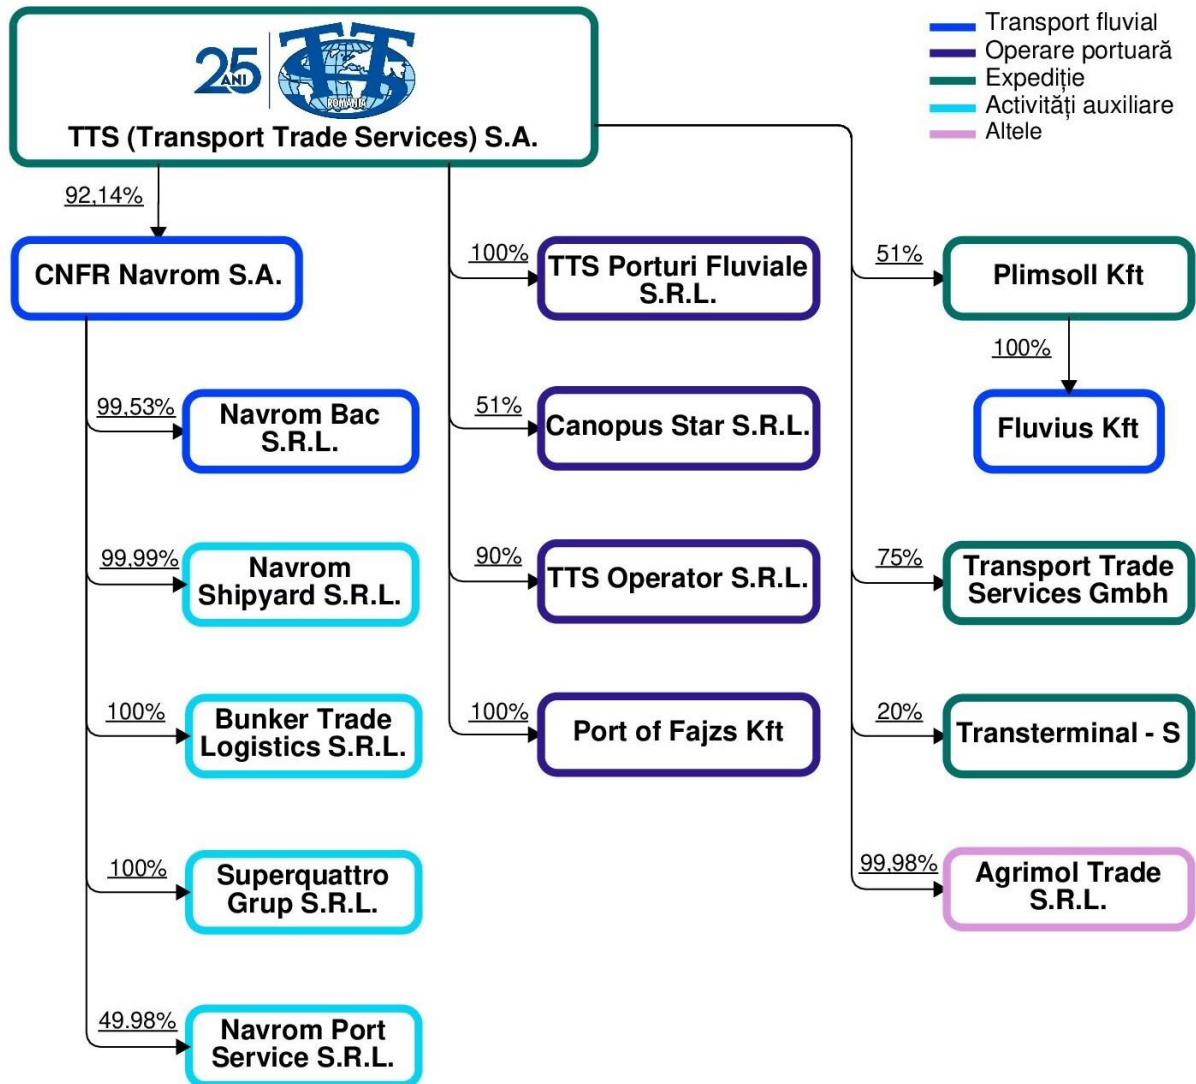 25
ANI
TTS
ROMANIA
TTS (Transport Trade Services) S.A.
Transport fluvial
Operare portuară
Expediție
Activități auxiliare
Altele
92,14%
CNFR Navrom S.A.
99,53%
Navrom Bac
S.R.L.
99,99%
Navrom
Shipyard S.R.L.
100%
Bunker Trade
Logistics S.R.L.
100%
Superquattro
Grup S.R.L.
49.98%
Navrom Port
Service S.R.L.
100%
TTS Porturi Fluviale
S.R.L.
51%
Canopus Star S.R.L.
90%
TTS Operator S.R.L.
100%
Port of Fajzs Kft
51%
Plimsoll Kft
100%
Fluvius Kft
75%
Transport Trade
Services Gmbh
20%
Transterminal - S
99,98%
Agrimol Trade
S.R.L.